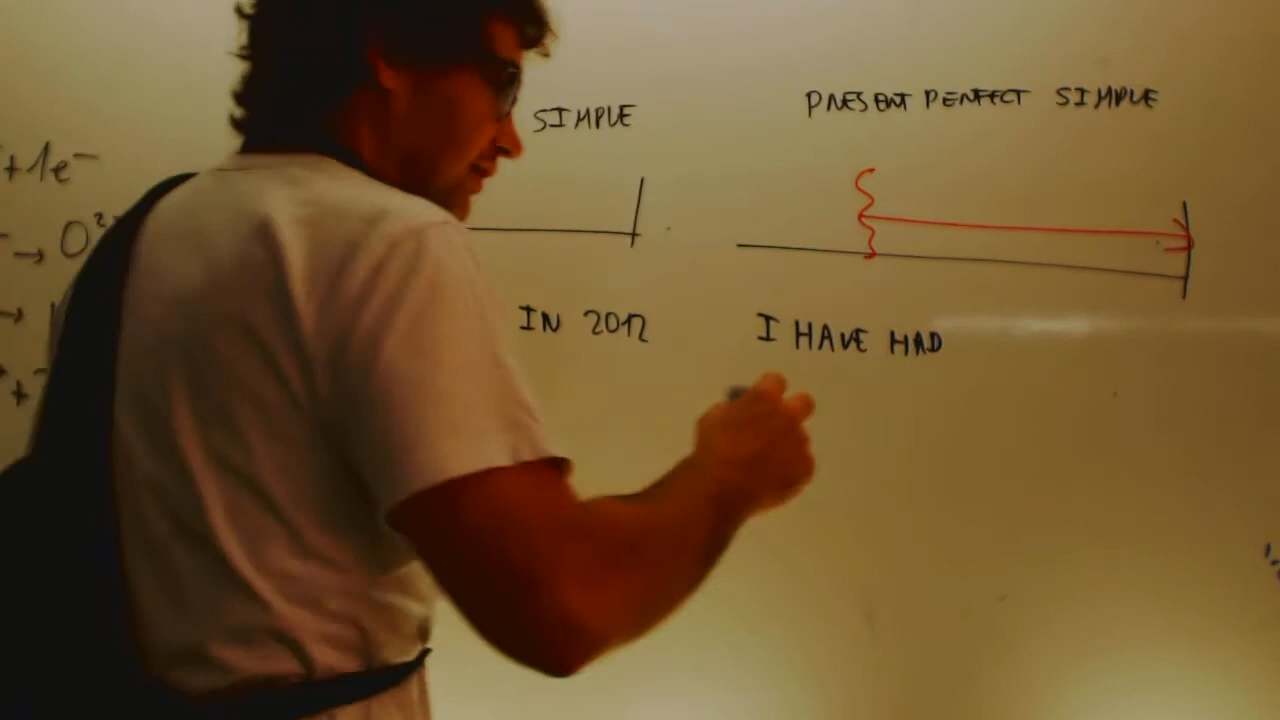 +1e⁻
SIMPLE
PRESENT PERFECT SIMPLE
→ O²⁻
IN 2012
I HAVE HAD